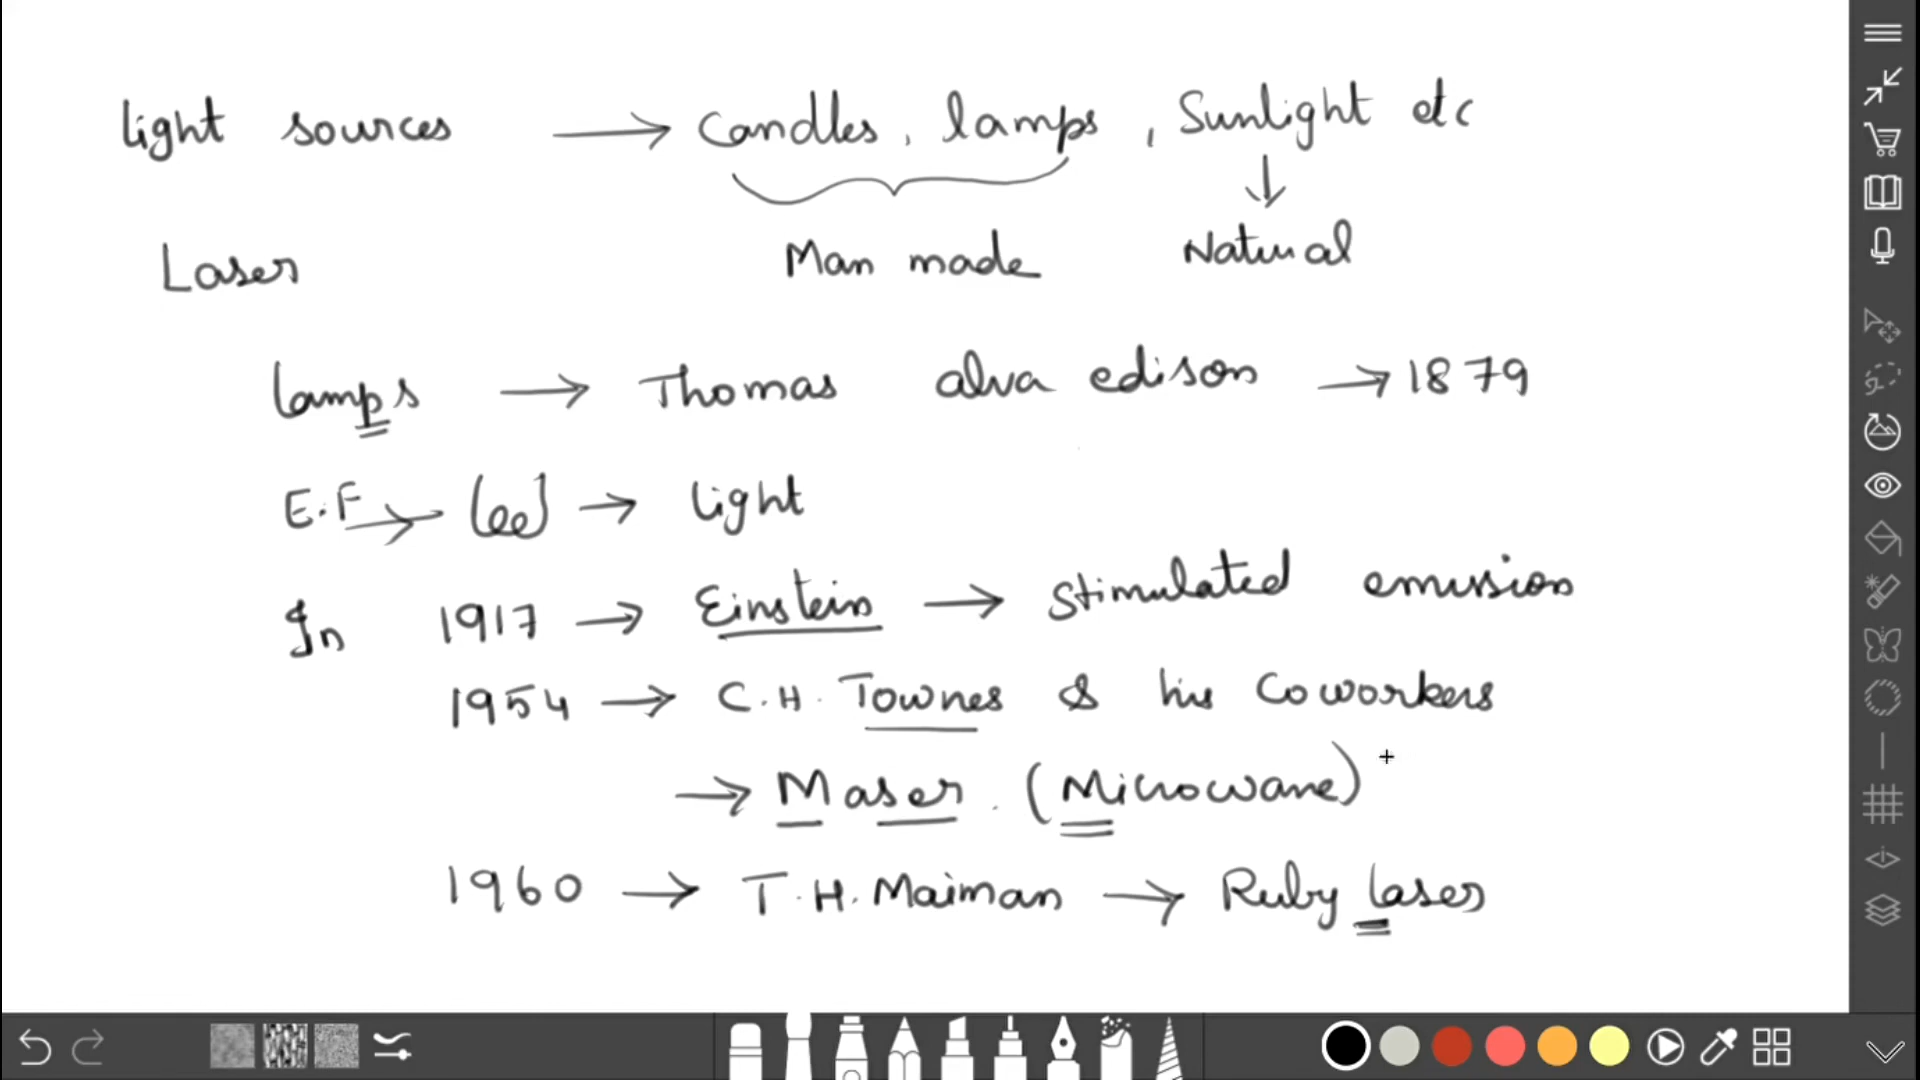 light sources → Candles, lamps, Sunlight etc
Man made Natural
Laser
lamps → Thomas alva edison → 1879
E.F → → light
In 1917 → Einstein → Stimulated emission
1954 → C.H. Townes & his Coworkers
→ Maser. (Microwave)
1960 → T.H. Maiman → Ruby laser